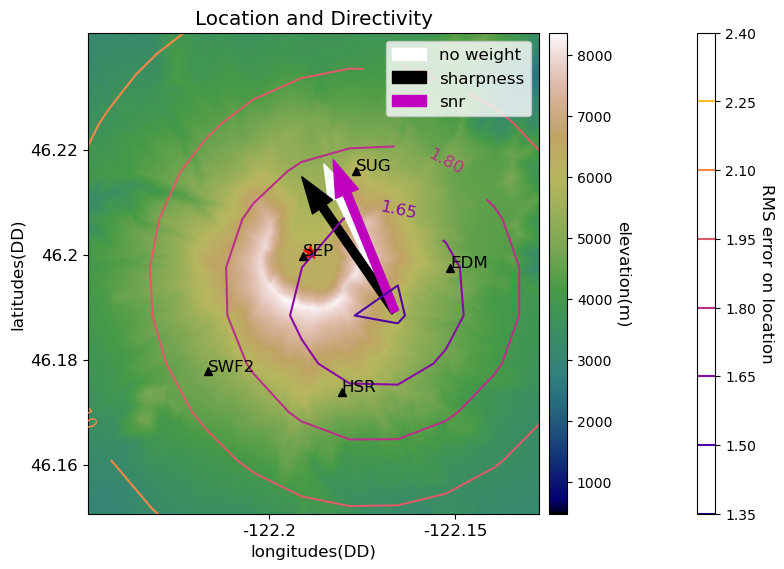 Location and Directivity
no weight
sharpness
snr
46.22
46.2
46.18
46.16
latitudes(DD)
-122.2
-122.15
longitudes(DD)
SUG
SEP
EDM
SWF2
HSR
1.80
1.65
8000
7000
6000
5000
4000
3000
2000
1000
elevation(m)
2.40
2.25
2.10
1.95
1.80
1.65
1.50
1.35
RMS error on location